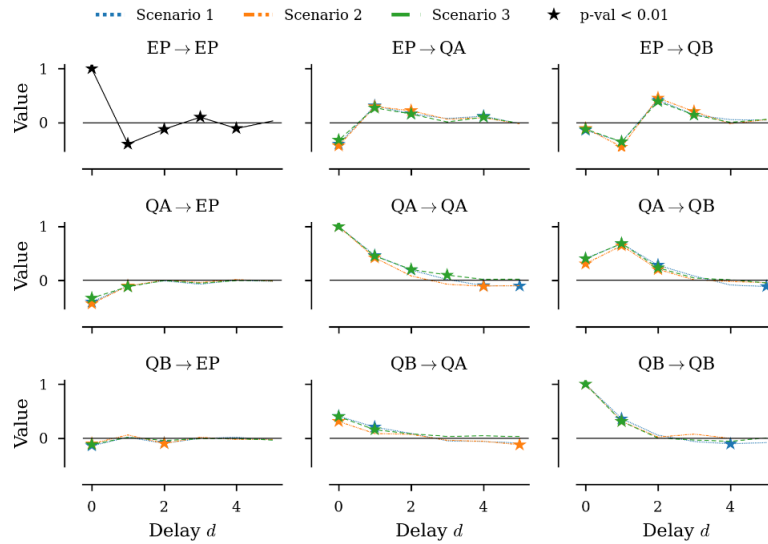 Scenario 1 Scenario 2 Scenario 3 p-val < 0.01
EP → EP EP → QA EP → QB
Value
1
0
QA → EP QA → QA QA → QB
Value
1
0
QB → EP QB → QA QB → QB
Value
1
0
0 2 4 0 2 4 0 2 4
Delay d Delay d Delay d